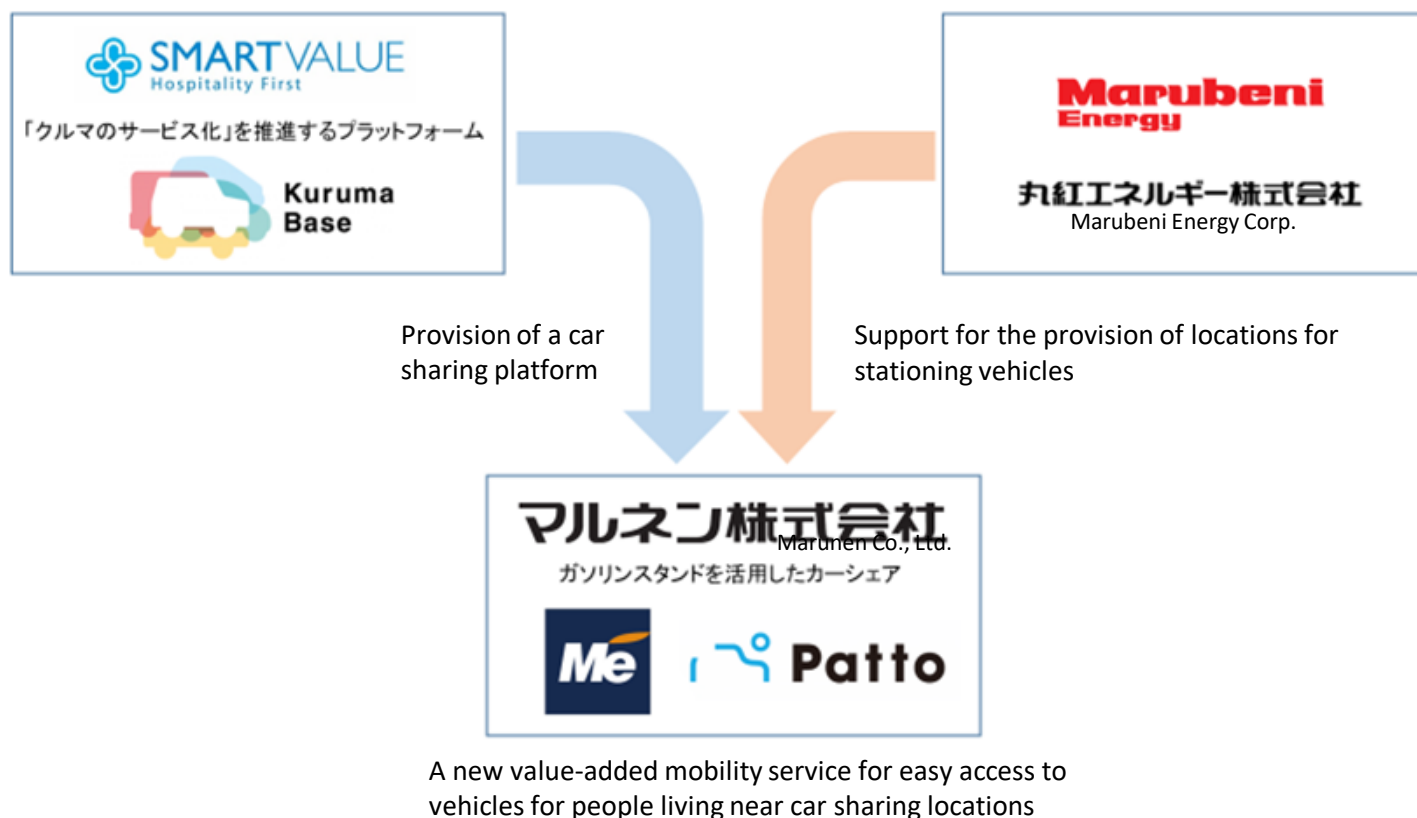 SMARTVALUE
Hospitality First
「クルマのサービス化」を推進するプラットフォーム
Kuruma
Base
Marubeni
Energy
丸紅エネルギー株式会社
Marubeni Energy Corp.
Provision of a car
sharing platform
Support for the provision of locations for
stationing vehicles
マルネン株式会社
Marunen Co., Ltd.
ガソリンスタンドを活用したカーシェア
Me
Patto
A new value-added mobility service for easy access to
vehicles for people living near car sharing locations